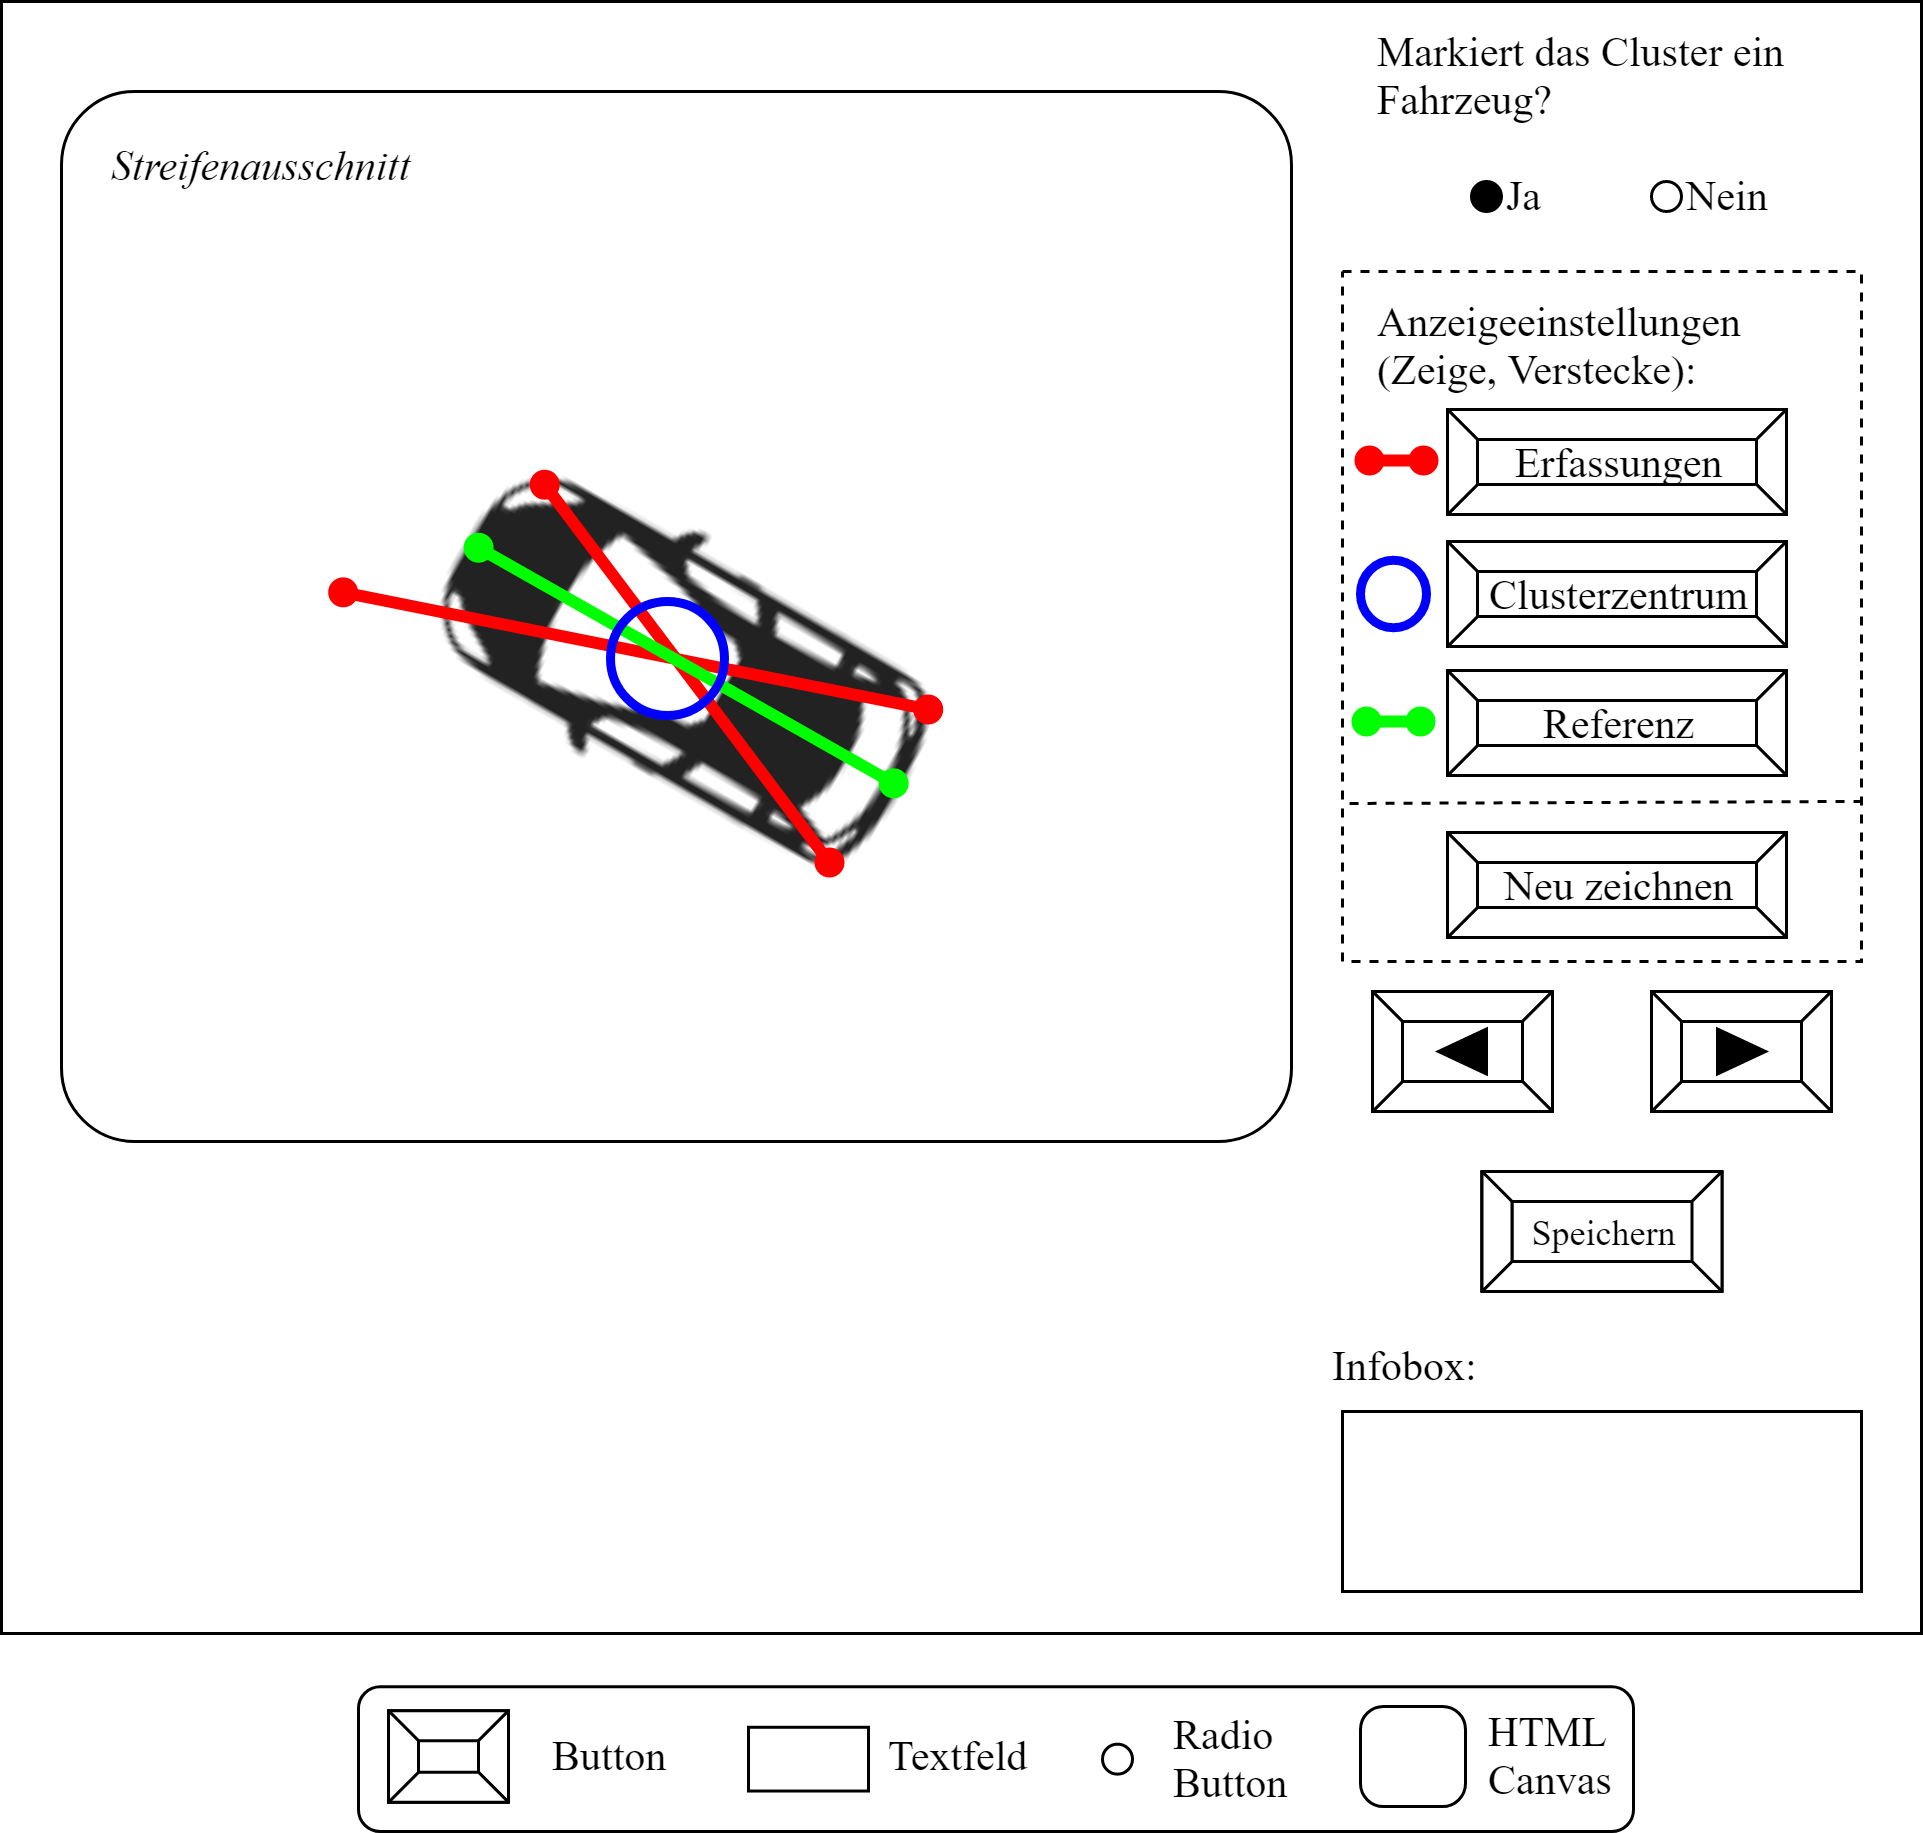 Markiert das Cluster ein
Fahrzeug?
Streifenausschnitt
Ja
Nein
Anzeigeeinstellungen
(Zeige, Verstecke):
Erfassungen
Clusterzentrum
Referenz
Neu zeichnen
Speichern
Infobox:
Button
Textfeld
Radio
Button
HTML
Canvas